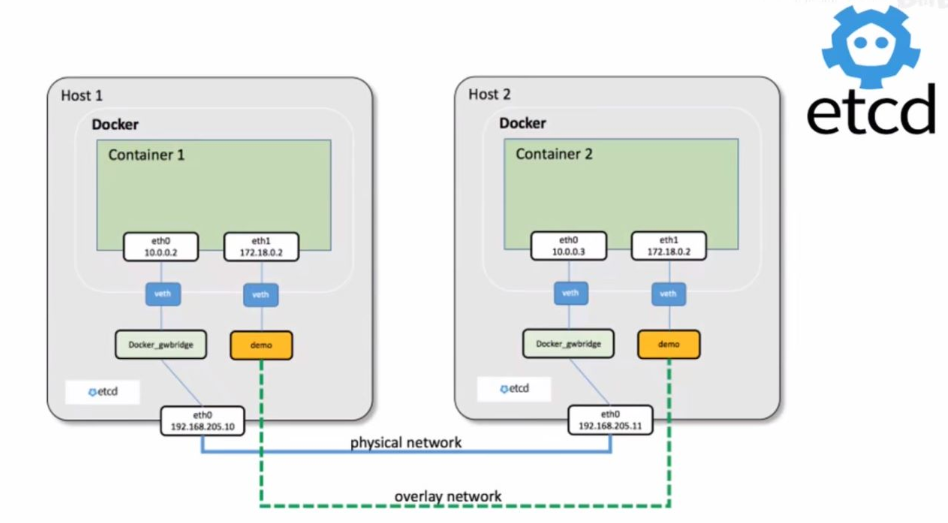 etcd
Host 1
Docker
Container 1
eth0
10.0.0.2
eth1
172.18.0.2
veth
veth
Docker_gwbridge
demo
etcd
eth0
192.168.205.10
Host 2
Docker
Container 2
eth0
10.0.0.3
eth1
172.18.0.2
veth
veth
Docker_gwbridge
demo
etcd
eth0
192.168.205.11
physical network
overlay network